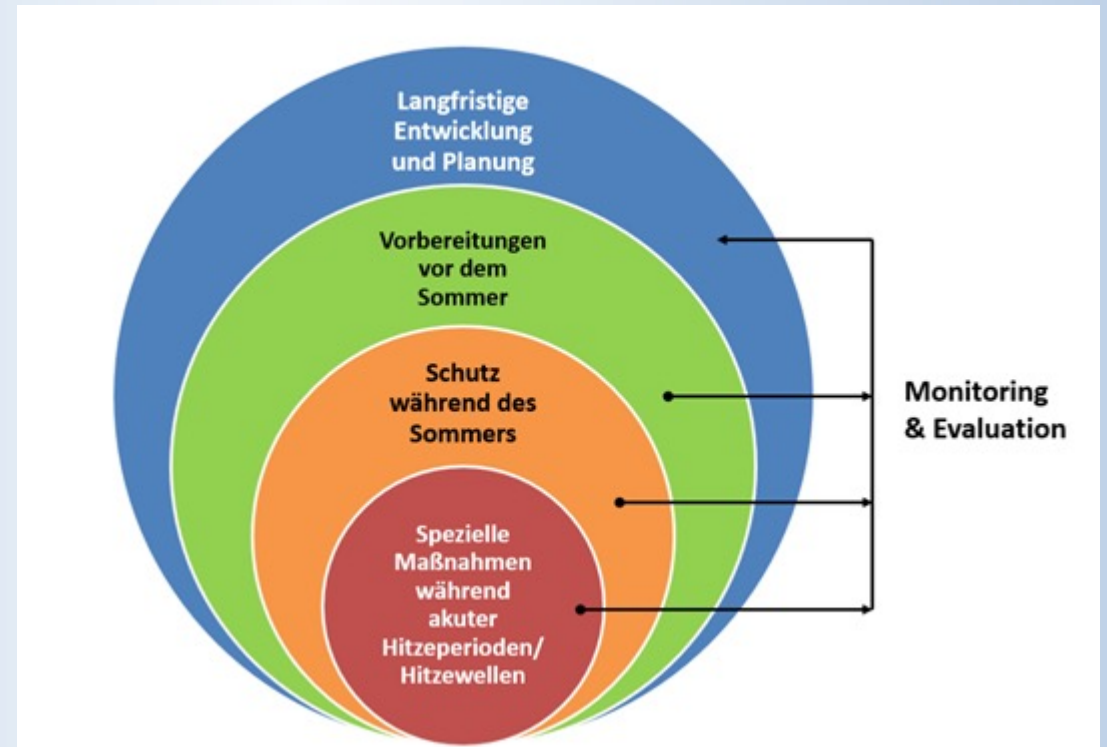 Langfristige
Entwicklung
und Planung
Vorbereitungen
vor dem
Sommer
Schutz
während des
Sommers
Spezielle
Maßnahmen
während
akuter
Hitzeperioden/
Hitzewellen
Monitoring
& Evaluation